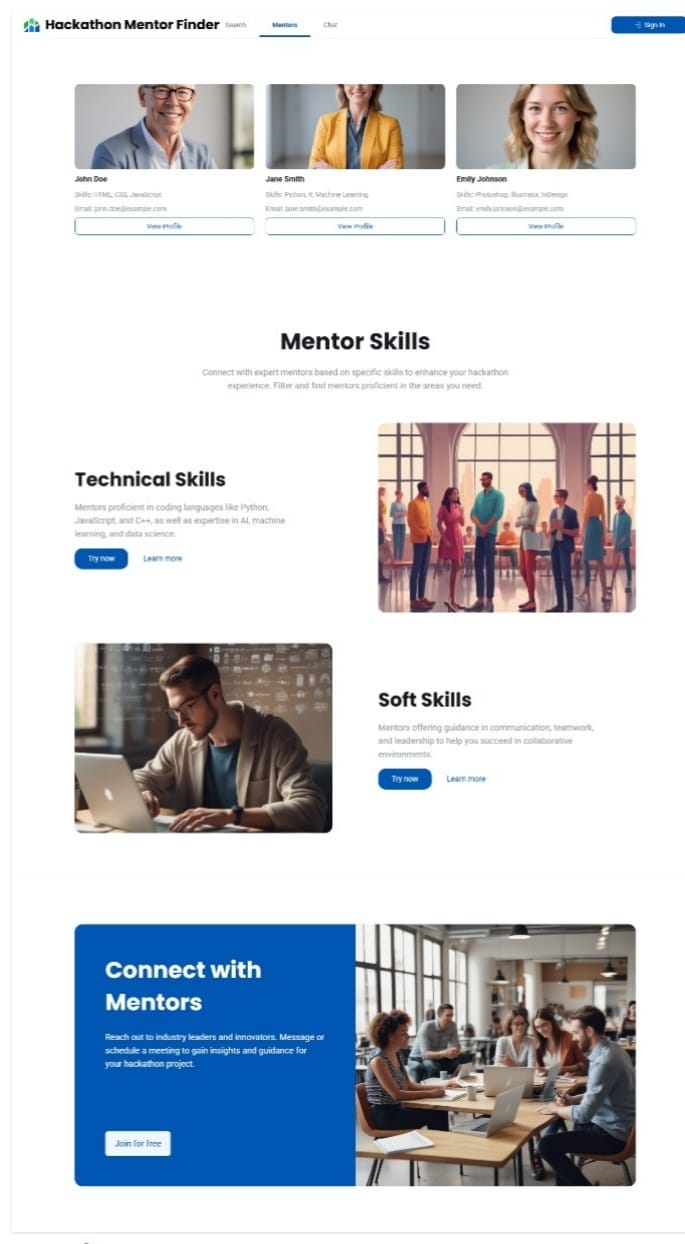 Hackathon Mentor Finder Search Mentors Chat Sign In
John Doe
Skills: HTML, CSS, JavaScript
Email: john.doe@example.com
View Profile
Jane Smith
Skills: Python, R, Machine Learning
Email: jane.smith@example.com
View Profile
Emily Johnson
Skills: Photoshop, Illustrator, InDesign
Email: emily.johnson@example.com
View Profile
Mentor Skills
Connect with expert mentors based on specific skills to enhance your hackathon
experience. Filter and find mentors proficient in the areas you need.
Technical Skills
Mentors proficient in coding languages like Python,
JavaScript, and C++, as well as expertise in AI, machine
learning, and data science.
Try now Learn more
Soft Skills
Mentors offering guidance in communication, teamwork,
and leadership to help you succeed in collaborative
environments.
Try now Learn more
Connect with
Mentors
Reach out to industry leaders and innovators. Message or
schedule a meeting to gain insights and guidance for
your hackathon project.
Join for free